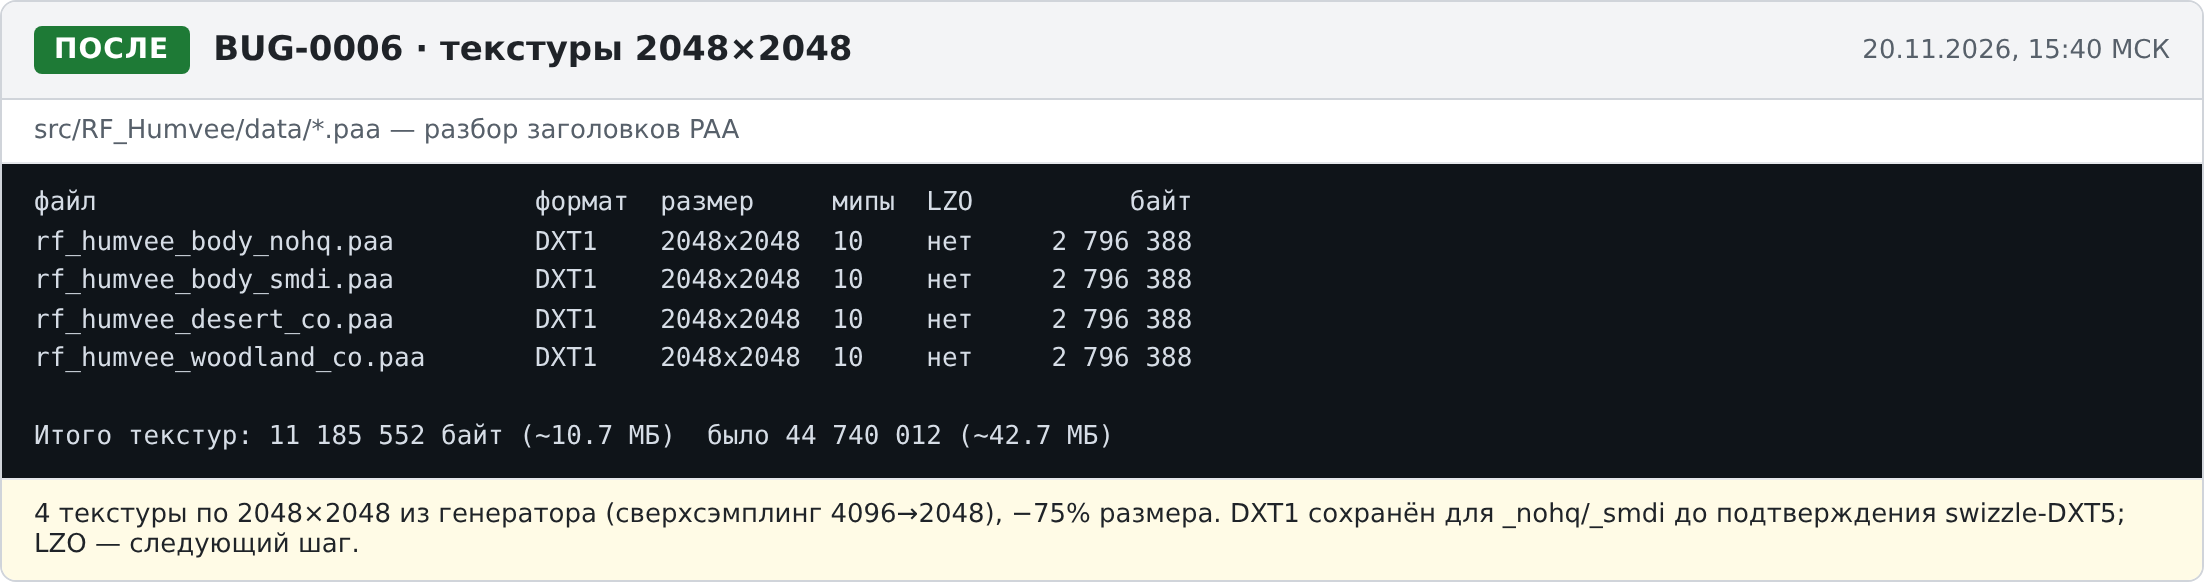 ПОСЛЕ BUG-0006 · текстуры 2048×2048 20.11.2026, 15:40 МСК
src/RF_Humvee/data/*.paa — разбор заголовков PAA
файл формат размер мипы LZO байт
rf_humvee_body_nohq.paa DXT1 2048x2048 10 нет 2 796 388
rf_humvee_body_smdi.paa DXT1 2048x2048 10 нет 2 796 388
rf_humvee_desert_co.paa DXT1 2048x2048 10 нет 2 796 388
rf_humvee_woodland_co.paa DXT1 2048x2048 10 нет 2 796 388
Итого текстур: 11 185 552 байт (~10.7 МБ) было 44 740 012 (~42.7 МБ)
4 текстуры по 2048×2048 из генератора (сверхсэмплинг 4096→2048), −75% размера. DXT1 сохранён для _nohq/_smdi до подтверждения swizzle-DXT5;
LZO — следующий шаг.